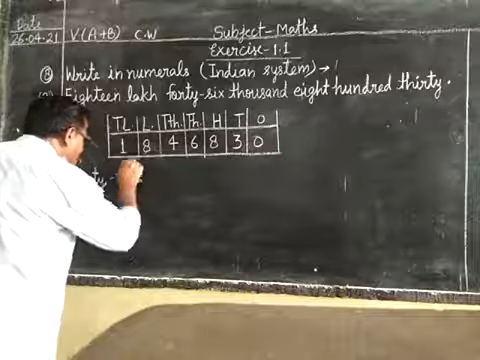 Date
26-04-21 V(A+B) C.W Subject-Maths
Exercise-1.1
Write in numerals (Indian system) →
Eighteen lakh forty-six thousand eight hundred thirty.
TL. L. Tth. Th. H T O
1 8 4 6 8 3 0